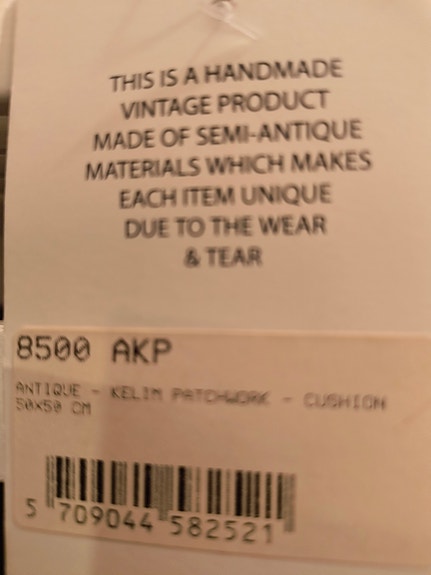 THIS IS A HANDMADE
VINTAGE PRODUCT
MADE OF SEMI-ANTIQUE
MATERIALS WHICH MAKES
EACH ITEM UNIQUE
DUE TO THE WEAR
& TEAR
8500 AKP
ANTIQUE - KELIM PATCHWORK - CUSHION
50X50 CM
5 709044 582521